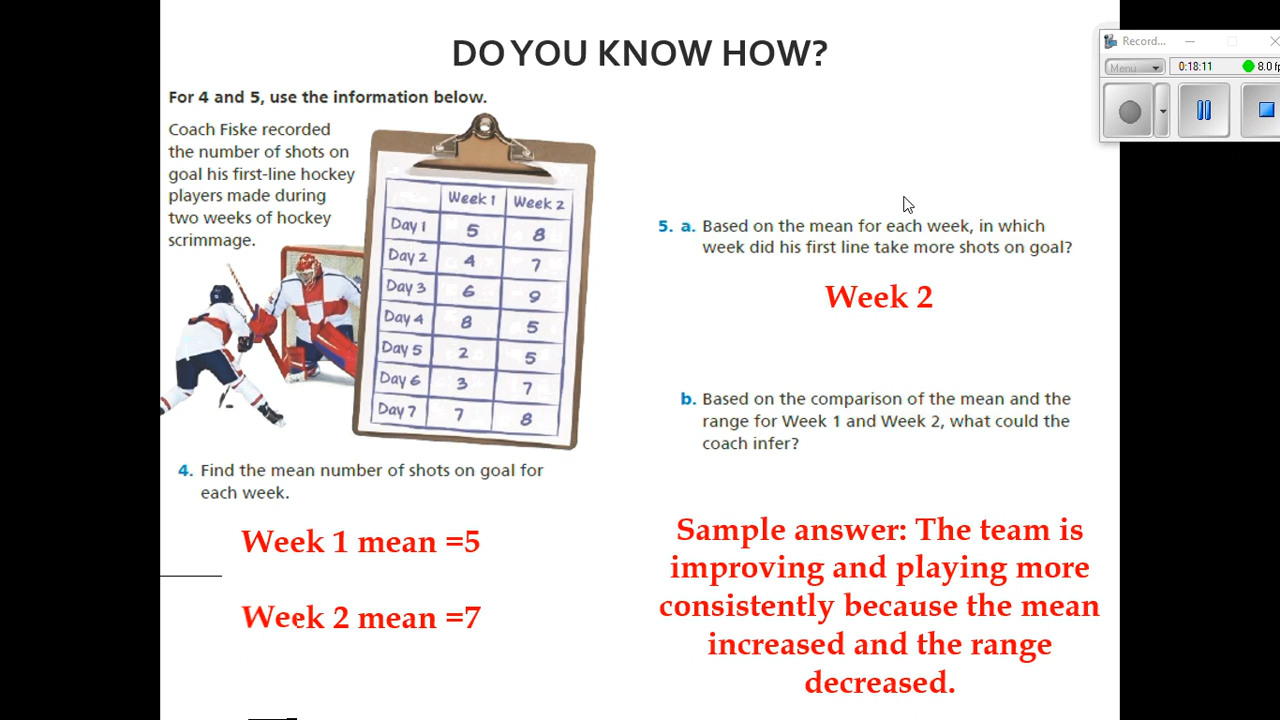 DO YOU KNOW HOW?
Record...
Menu
0:18:11
8.0 fp
For 4 and 5, use the information below.
Coach Fiske recorded
the number of shots on
goal his first-line hockey
players made during
two weeks of hockey
scrimmage.
Week 1 Week 2
Day 1 5 8
Day 2 4 7
Day 3 6 9
Day 4 8 5
Day 5 2 5
Day 6 3 7
Day 7 7 8
4. Find the mean number of shots on goal for
each week.
Week 1 mean =5
Week 2 mean =7
5. a. Based on the mean for each week, in which
week did his first line take more shots on goal?
Week 2
b. Based on the comparison of the mean and the
range for Week 1 and Week 2, what could the
coach infer?
Sample answer: The team is
improving and playing more
consistently because the mean
increased and the range
decreased.